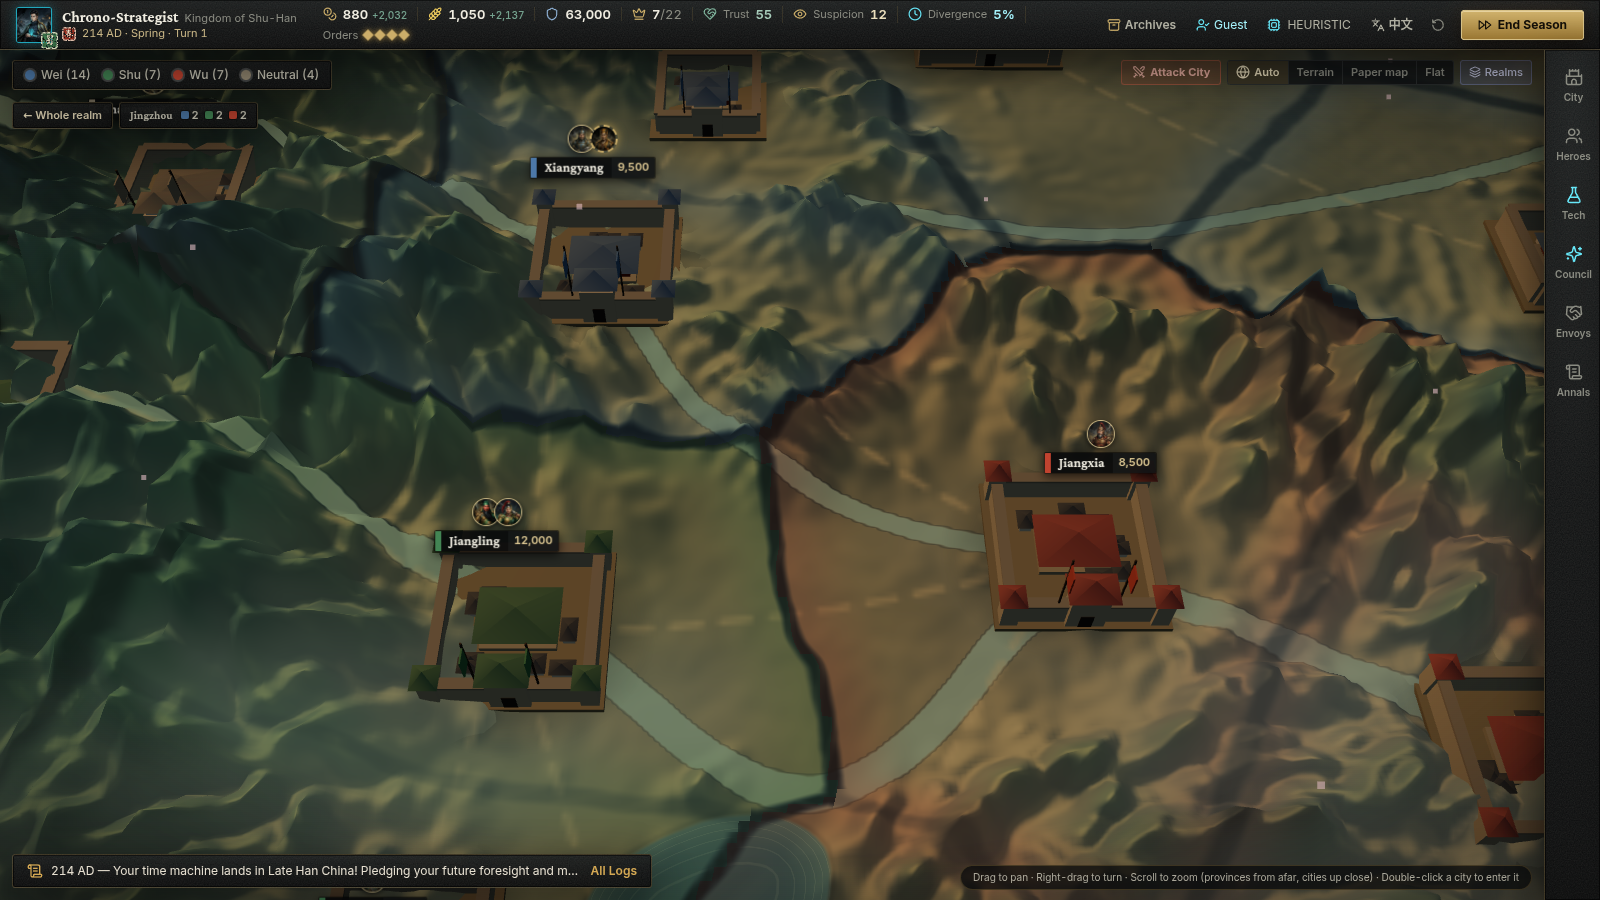 Chrono-Strategist Kingdom of Shu-Han
214 AD · Spring · Turn 1
880 +2,032
1,050 +2,137
63,000
7/22
Trust 55
Suspicion 12
Divergence 5%
Orders
Archives
Guest
HEURISTIC
中文
End Season
Wei (14)
Shu (7)
Wu (7)
Neutral (4)
Attack City
Auto
Terrain
Paper map
Flat
Realms
← Whole realm
Jingzhou 2 2 2
City
Heroes
Tech
Council
Envoys
Annals
Xiangyang 9,500
Jiangxia 8,500
Jiangling 12,000
214 AD — Your time machine lands in Late Han China! Pledging your future foresight and m...
All Logs
Drag to pan · Right-drag to turn · Scroll to zoom (provinces from afar, cities up close) · Double-click a city to enter it